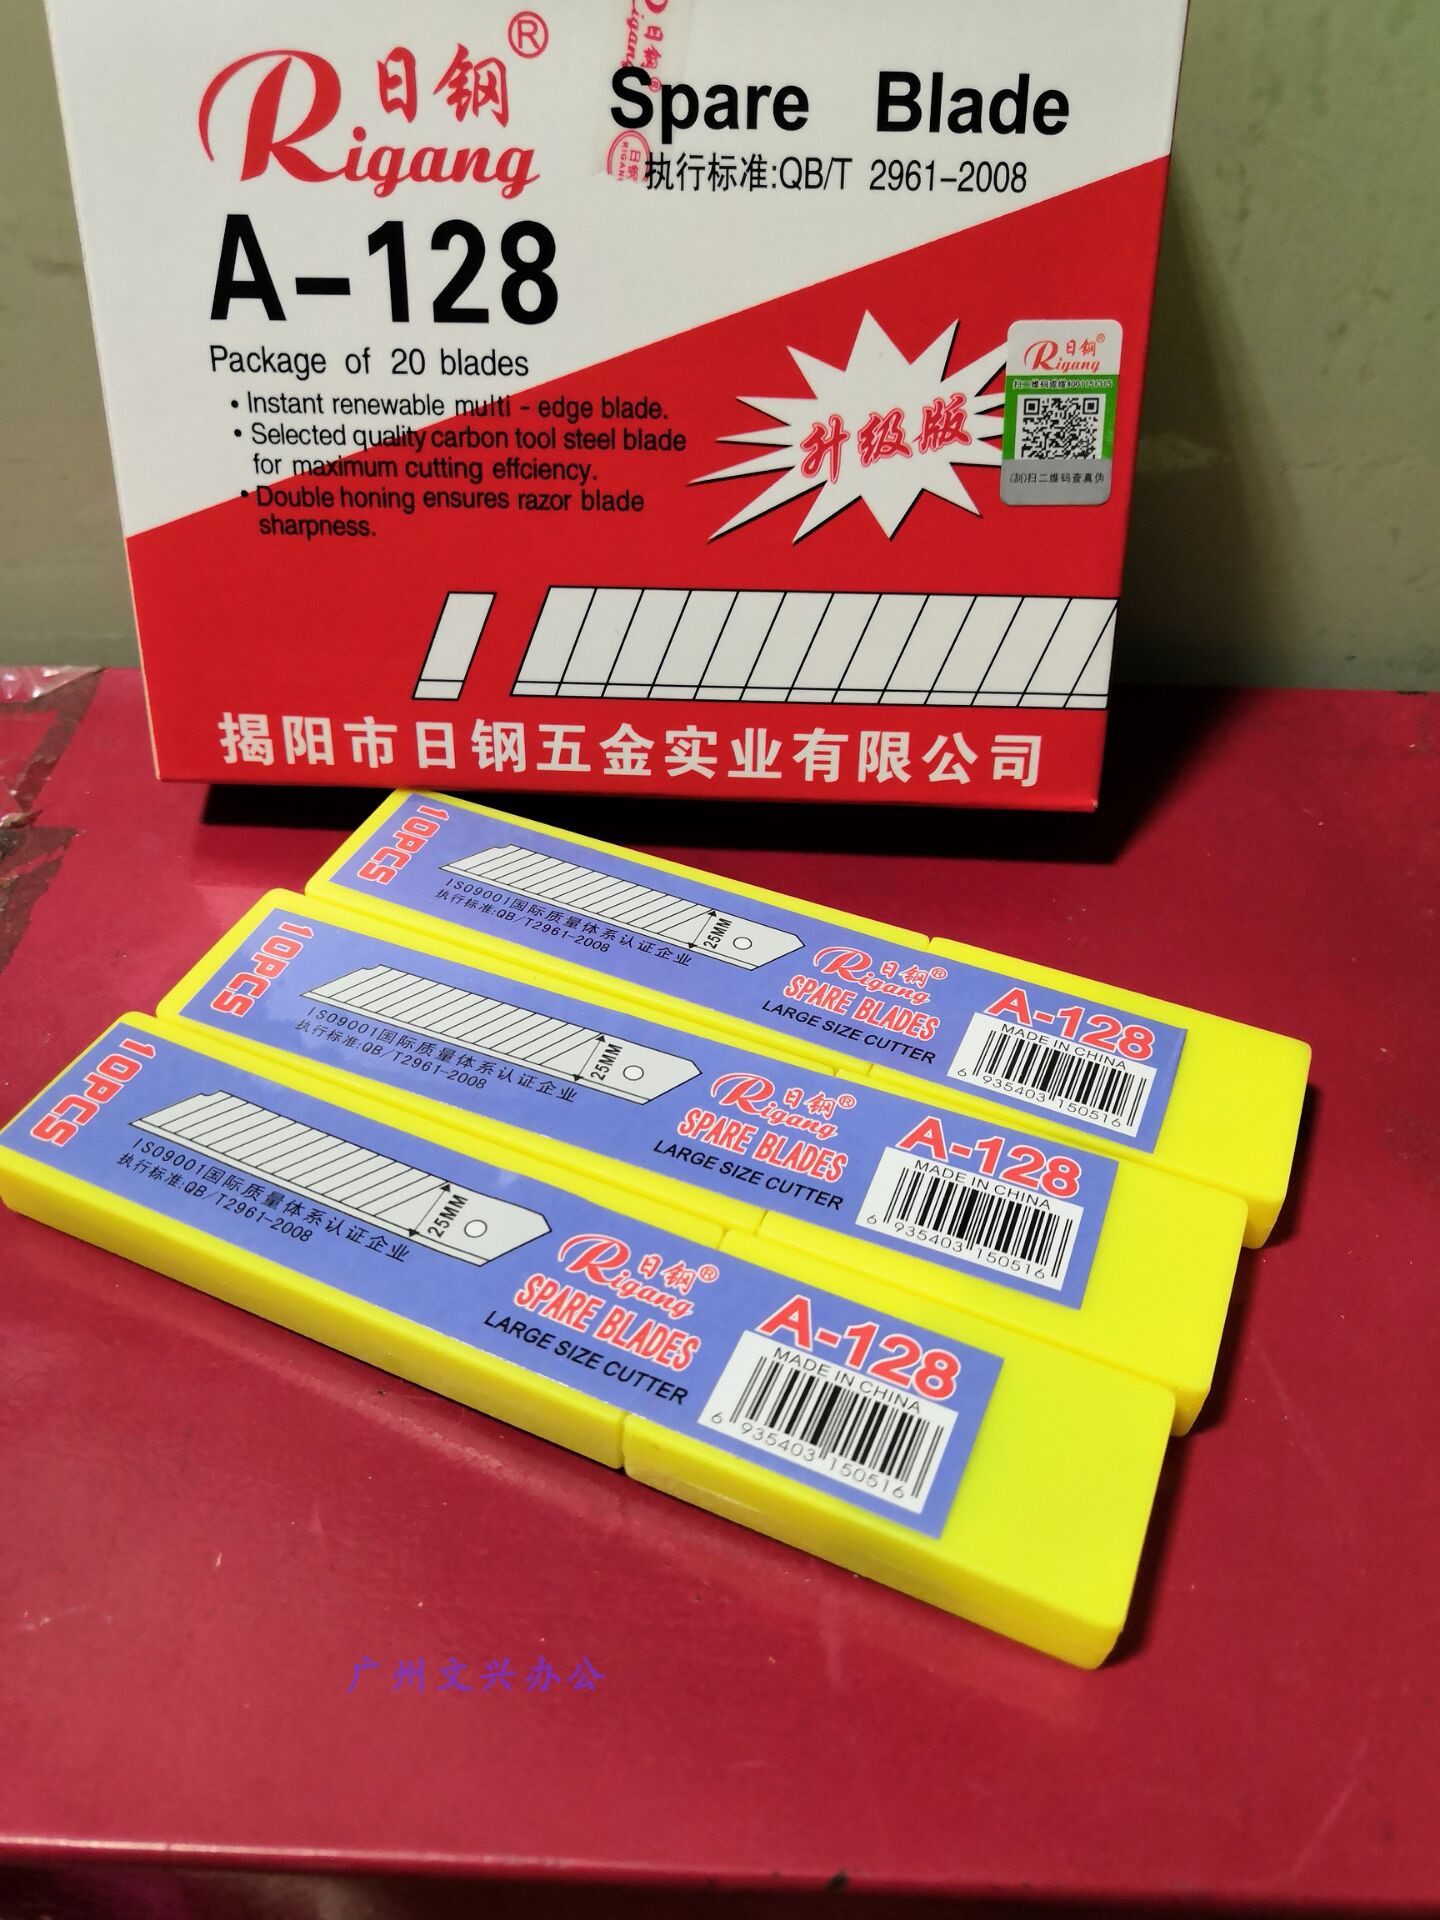 日钢®
Rigang
Spare Blade
执行标准:QB/T 2961-2008
A-128
Package of 20 blades
• Instant renewable multi - edge blade.
• Selected quality carbon tool steel blade
for maximum cutting effciency.
• Double honing ensures razor blade
sharpness.
升级版
日钢®
Rigang
(刮)扫二维码查真伪
揭阳市日钢五金实业有限公司
10PCS
25MM
ISO9001国际质量体系认证企业
执行标准:QB/T2961-2008
日钢®
Rigang
SPARE BLADES
LARGE SIZE CUTTER
A-128
MADE IN CHINA
6 935403 150516
10PCS
25MM
ISO9001国际质量体系认证企业
执行标准:QB/T2961-2008
日钢®
Rigang
SPARE BLADES
LARGE SIZE CUTTER
A-128
MADE IN CHINA
6 935403 150516
10PCS
25MM
ISO9001国际质量体系认证企业
执行标准:QB/T2961-2008
日钢®
Rigang
SPARE BLADES
LARGE SIZE CUTTER
A-128
MADE IN CHINA
6 935403 150516
广州文兴办公